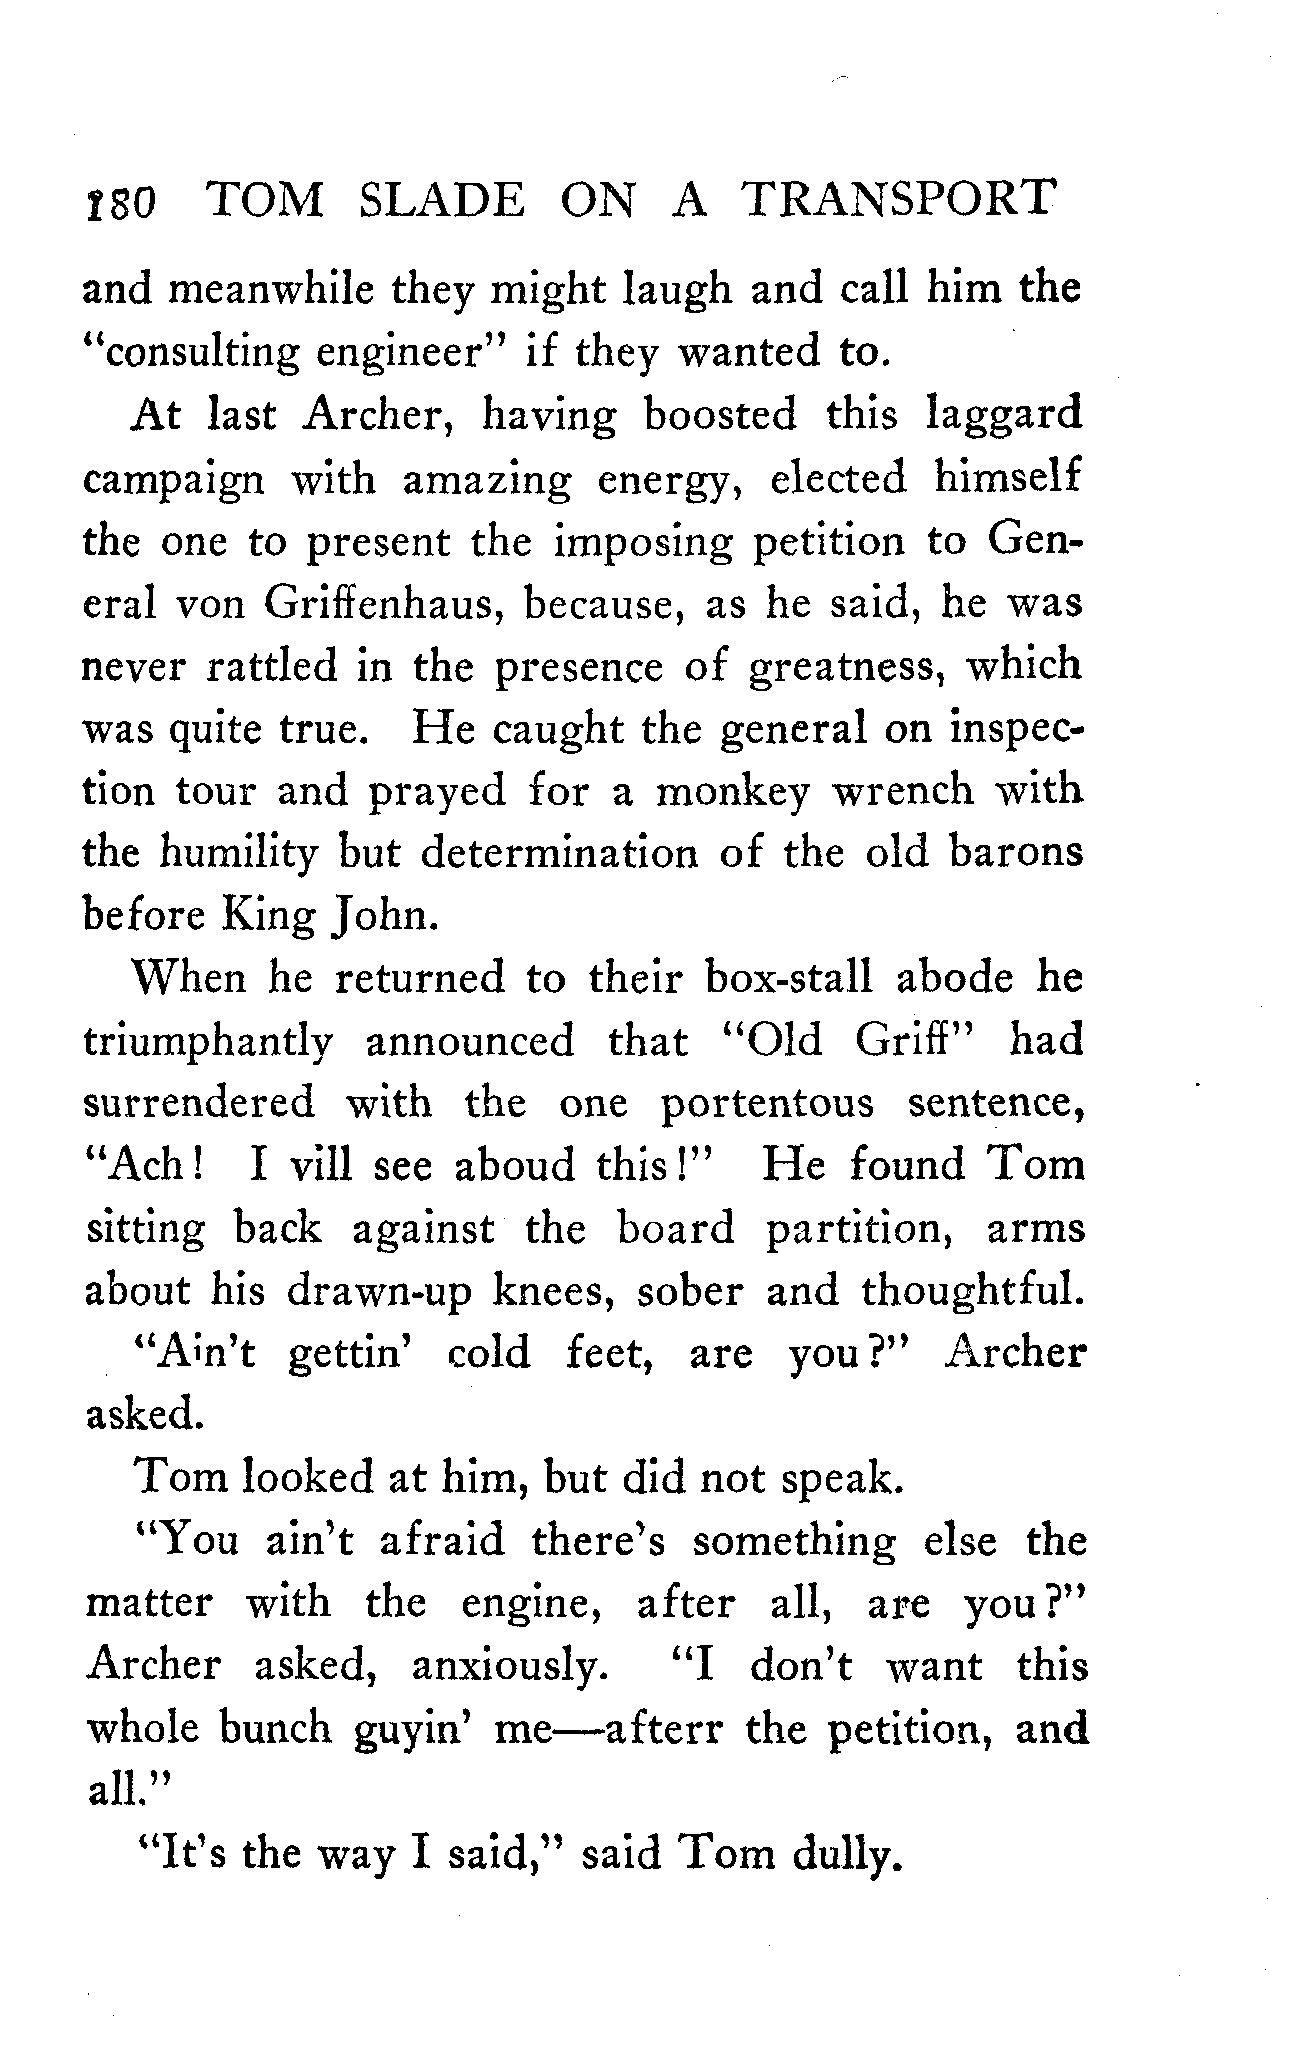 180 TOM SLADE ON A TRANSPORT
and meanwhile they might laugh and call him the
“consulting engineer” if they wanted to.
At last Archer, having boosted this laggard
campaign with amazing energy, elected himself
the one to present the imposing petition to Gen-
eral von Griffenhaus, because, as he said, he was
never rattled in the presence of greatness, which
was quite true. He caught the general on inspec-
tion tour and prayed for a monkey wrench with
the humility but determination of the old barons
before King John.
When he returned to their box-stall abode he
triumphantly announced that “Old Griff” had
surrendered with the one portentous sentence,
“Ach! I vill see aboud this!” He found Tom
sitting back against the board partition, arms
about his drawn-up knees, sober and thoughtful.
“Ain't gettin' cold feet, are you?” Archer
asked.
Tom looked at him, but did not speak.
“You ain't afraid there's something else the
matter with the engine, after all, are you?”
Archer asked, anxiously. “I don't want this
whole bunch guyin' me—afterr the petition, and
all.”
“It's the way I said,” said Tom dully.